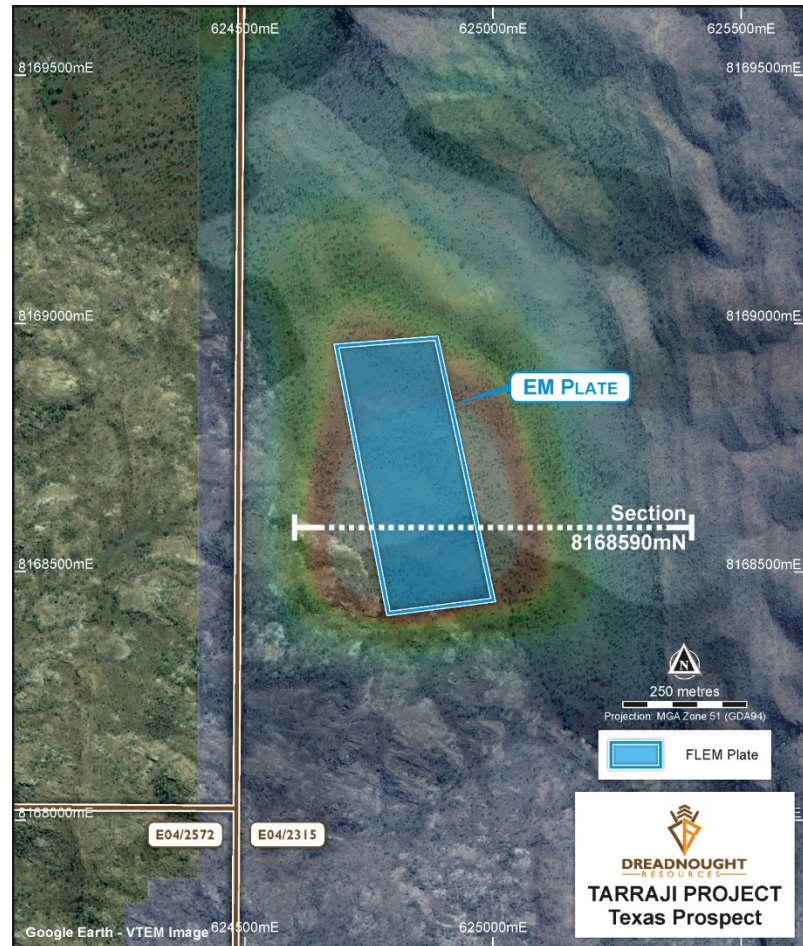 624500mE 625000mE 625500mE
8169500mE 8169500mE
8169000mE 8169000mE
EM PLATE
Section
8168590mN
8168500mE 8168500mE
N
250 metres
Projection: MGA Zone 51 (GDA94)
FLEM Plate
8168000mE
E04/2572 E04/2315
DREADNOUGHT
RESOURCES
TARRAJI PROJECT
Texas Prospect
Google Earth - VTEM Image 624500mE 625000mE